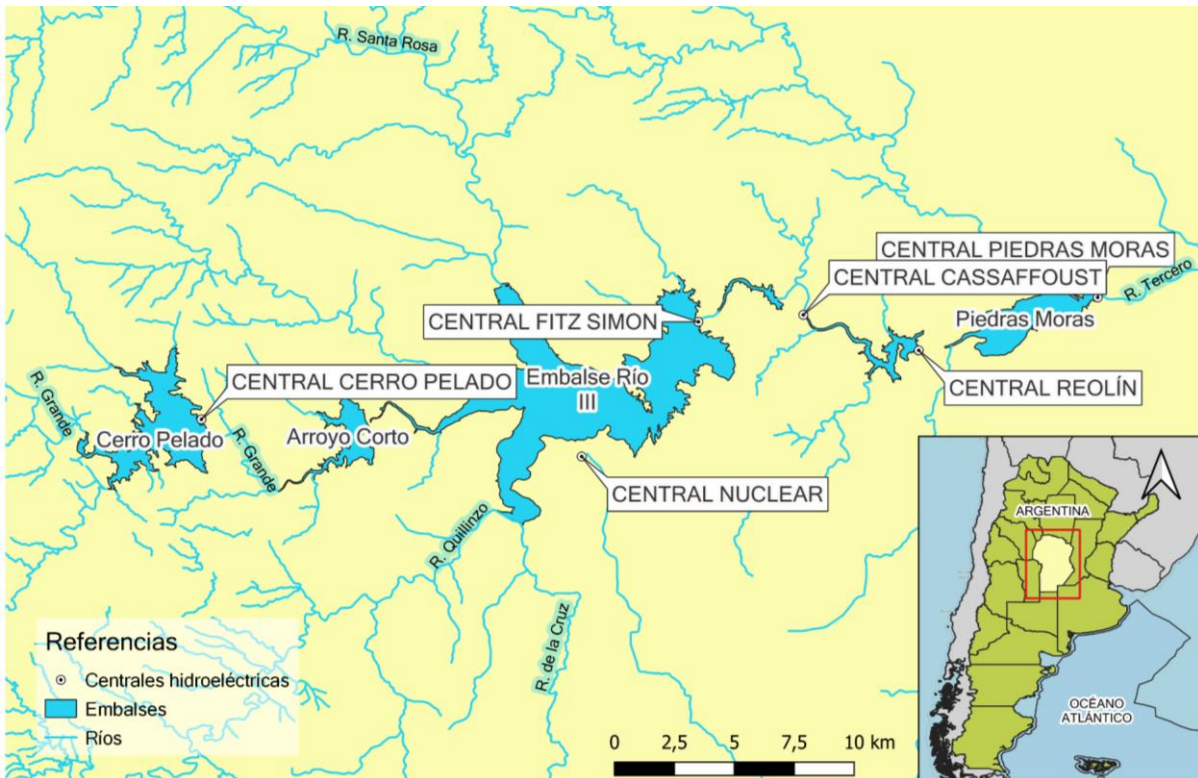 R. Santa Rosa
CENTRAL PIEDRAS MORAS
CENTRAL CASSAFFOUST
R. Tercero
CENTRAL FITZ SIMON
Piedras Moras
CENTRAL CERRO PELADO
Embalse Río
III
CENTRAL REOLÍN
R. Grande
Cerro Pelado
R. Grande
Arroyo Corto
CENTRAL NUCLEAR
R. Quillinzo
R. de la Cruz
Referencias
Centrales hidroeléctricas
Embalses
Ríos
0 2,5 5 7,5 10 km
ARGENTINA
OCÉANO
ATLÁNTICO